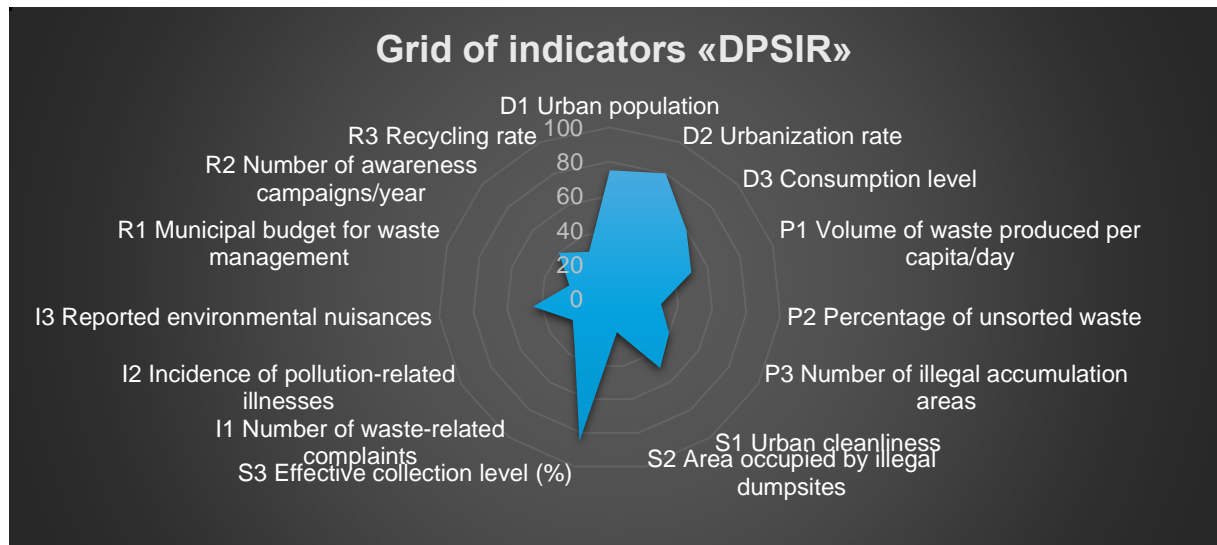 Grid of indicators «DPSIR»
D1 Urban population
R3 Recycling rate
D2 Urbanization rate
R2 Number of awareness
campaigns/year
D3 Consumption level
R1 Municipal budget for waste
management
P1 Volume of waste produced per
capita/day
I3 Reported environmental nuisances
P2 Percentage of unsorted waste
I2 Incidence of pollution-related
illnesses
P3 Number of illegal accumulation
areas
I1 Number of waste-related
complaints
S1 Urban cleanliness
S3 Effective collection level (%)
S2 Area occupied by illegal
dumpsites
100
80
60
40
20
0